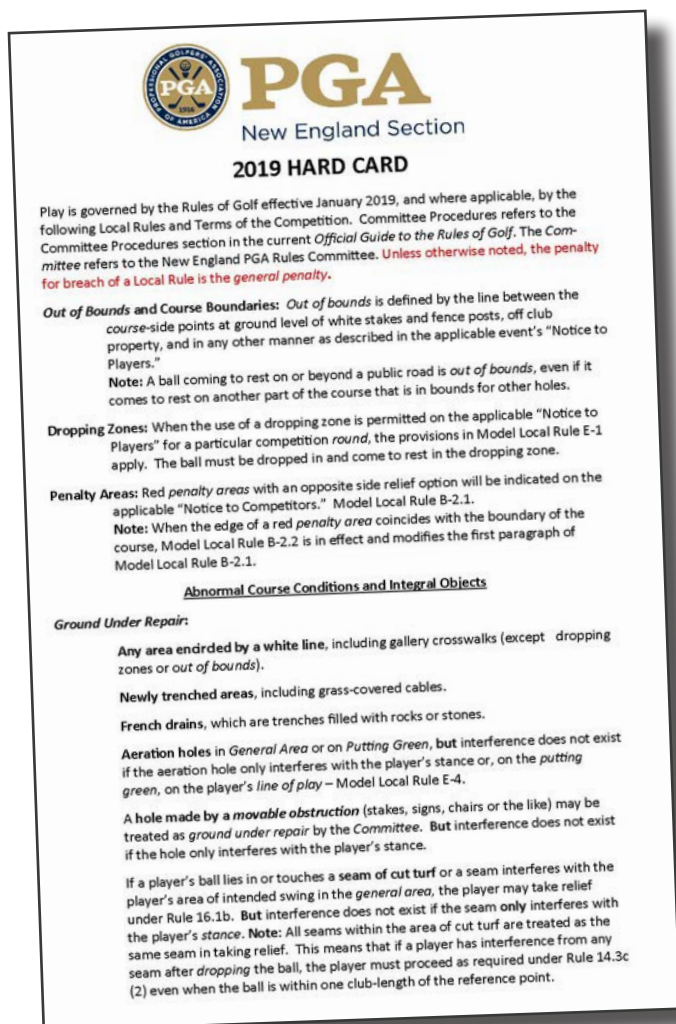 PROFESSIONAL GOLFERS' ASSOCIATION
PGA
1916
OF AMERICA
PGA
New England Section
2019 HARD CARD
Play is governed by the Rules of Golf effective January 2019, and where applicable, by the
following Local Rules and Terms of the Competition. Committee Procedures refers to the
Committee Procedures section in the current Official Guide to the Rules of Golf. The Com-
mittee refers to the New England PGA Rules Committee. Unless otherwise noted, the penalty
for breach of a Local Rule is the general penalty.
Out of Bounds and Course Boundaries: Out of bounds is defined by the line between the
course-side points at ground level of white stakes and fence posts, off club
property, and in any other manner as described in the applicable event's "Notice to
Players."
Note: A ball coming to rest on or beyond a public road is out of bounds, even if it
comes to rest on another part of the course that is in bounds for other holes.
Dropping Zones: When the use of a dropping zone is permitted on the applicable "Notice to
Players" for a particular competition round, the provisions in Model Local Rule E-1
apply. The ball must be dropped in and come to rest in the dropping zone.
Penalty Areas: Red penalty areas with an opposite side relief option will be indicated on the
applicable "Notice to Competitors." Model Local Rule B-2.1.
Note: When the edge of a red penalty area coincides with the boundary of the
course, Model Local Rule B-2.2 is in effect and modifies the first paragraph of
Model Local Rule B-2.1.
Abnormal Course Conditions and Integral Objects
Ground Under Repair:
Any area encircled by a white line, including gallery crosswalks (except dropping
zones or out of bounds).
Newly trenched areas, including grass-covered cables.
French drains, which are trenches filled with rocks or stones.
Aeration holes in General Area or on Putting Green, but interference does not exist
if the aeration hole only interferes with the player's stance or, on the putting
green, on the player's line of play – Model Local Rule E-4.
A hole made by a movable obstruction (stakes, signs, chairs or the like) may be
treated as ground under repair by the Committee. But interference does not exist
if the hole only interferes with the player's stance.
If a player's ball lies in or touches a seam of cut turf or a seam interferes with the
player's area of intended swing in the general area, the player may take relief
under Rule 16.1b. But interference does not exist if the seam only interferes with
the player's stance. Note: All seams within the area of cut turf are treated as the
same seam in taking relief. This means that if a player has interference from any
seam after dropping the ball, the player must proceed as required under Rule 14.3c
(2) even when the ball is within one club-length of the reference point.